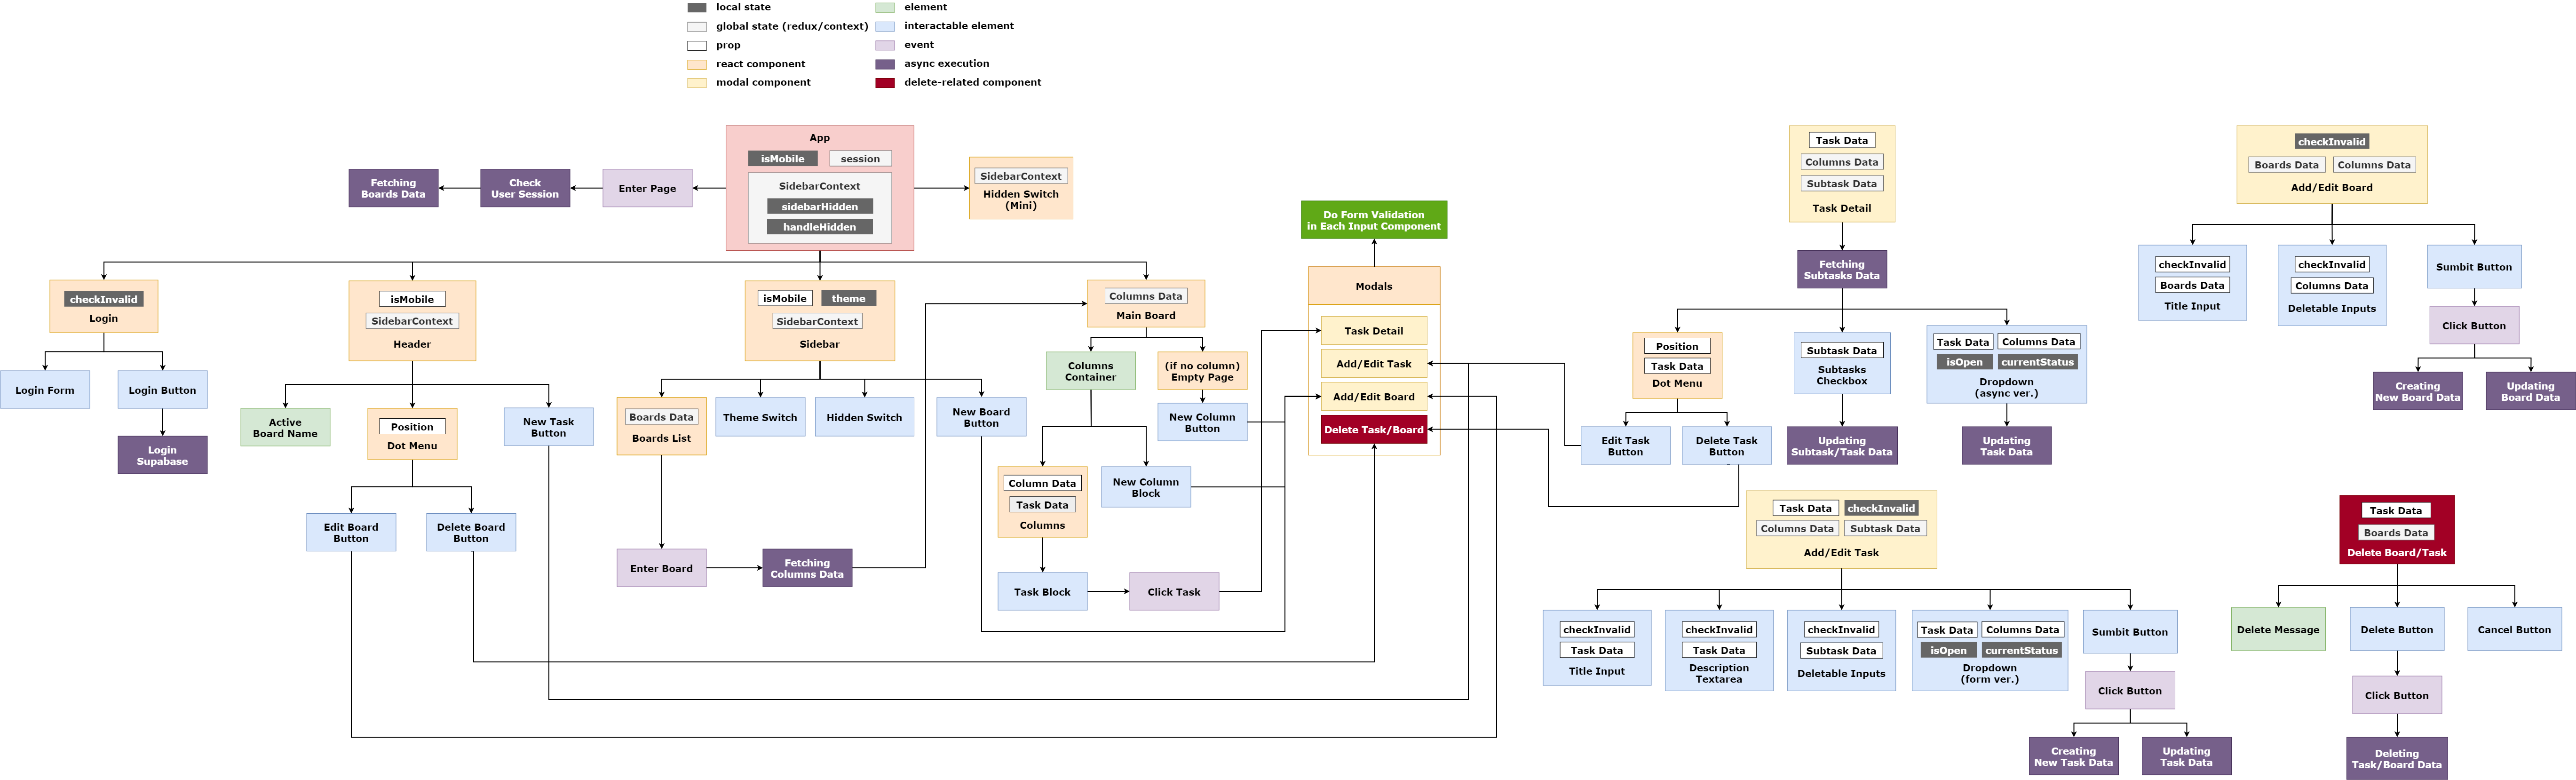 local state
global state (redux/context)
prop
react component
modal component
element
interactable element
event
async execution
delete-related component
App
isMobile
session
SidebarContext
sidebarHidden
handleHidden
Enter Page
Check
User Session
Fetching
Boards Data
SidebarContext
Hidden Switch
(Mini)
checkInvalid
Login
Login Form
Login Button
Login
Supabase
isMobile
SidebarContext
Header
Active
Board Name
Position
Dot Menu
New Task
Button
Edit Board
Button
Delete Board
Button
isMobile
theme
SidebarContext
Sidebar
Boards Data
Boards List
Theme Switch
Hidden Switch
New Board
Button
Enter Board
Fetching
Columns Data
Columns Data
Main Board
Columns
Container
(if no column)
Empty Page
New Column
Button
Column Data
Task Data
Columns
New Column
Block
Task Block
Click Task
Do Form Validation
in Each Input Component
Modals
Task Detail
Add/Edit Task
Add/Edit Board
Delete Task/Board
Task Data
Columns Data
Subtask Data
Task Detail
Fetching
Subtasks Data
Position
Task Data
Dot Menu
Edit Task
Button
Delete Task
Button
Subtask Data
Subtasks
Checkbox
Updating
Subtask/Task Data
Task Data
Columns Data
isOpen
currentStatus
Dropdown
(async ver.)
Updating
Task Data
checkInvalid
Boards Data
Columns Data
Add/Edit Board
checkInvalid
Boards Data
Title Input
checkInvalid
Columns Data
Deletable Inputs
Sumbit Button
Click Button
Creating
New Board Data
Updating
Board Data
Task Data
checkInvalid
Columns Data
Subtask Data
Add/Edit Task
checkInvalid
Task Data
Title Input
checkInvalid
Task Data
Description
Textarea
checkInvalid
Subtask Data
Deletable Inputs
Task Data
Columns Data
isOpen
currentStatus
Dropdown
(form ver.)
Sumbit Button
Click Button
Creating
New Task Data
Updating
Task Data
Task Data
Boards Data
Delete Board/Task
Delete Message
Delete Button
Cancel Button
Click Button
Deleting
Task/Board Data